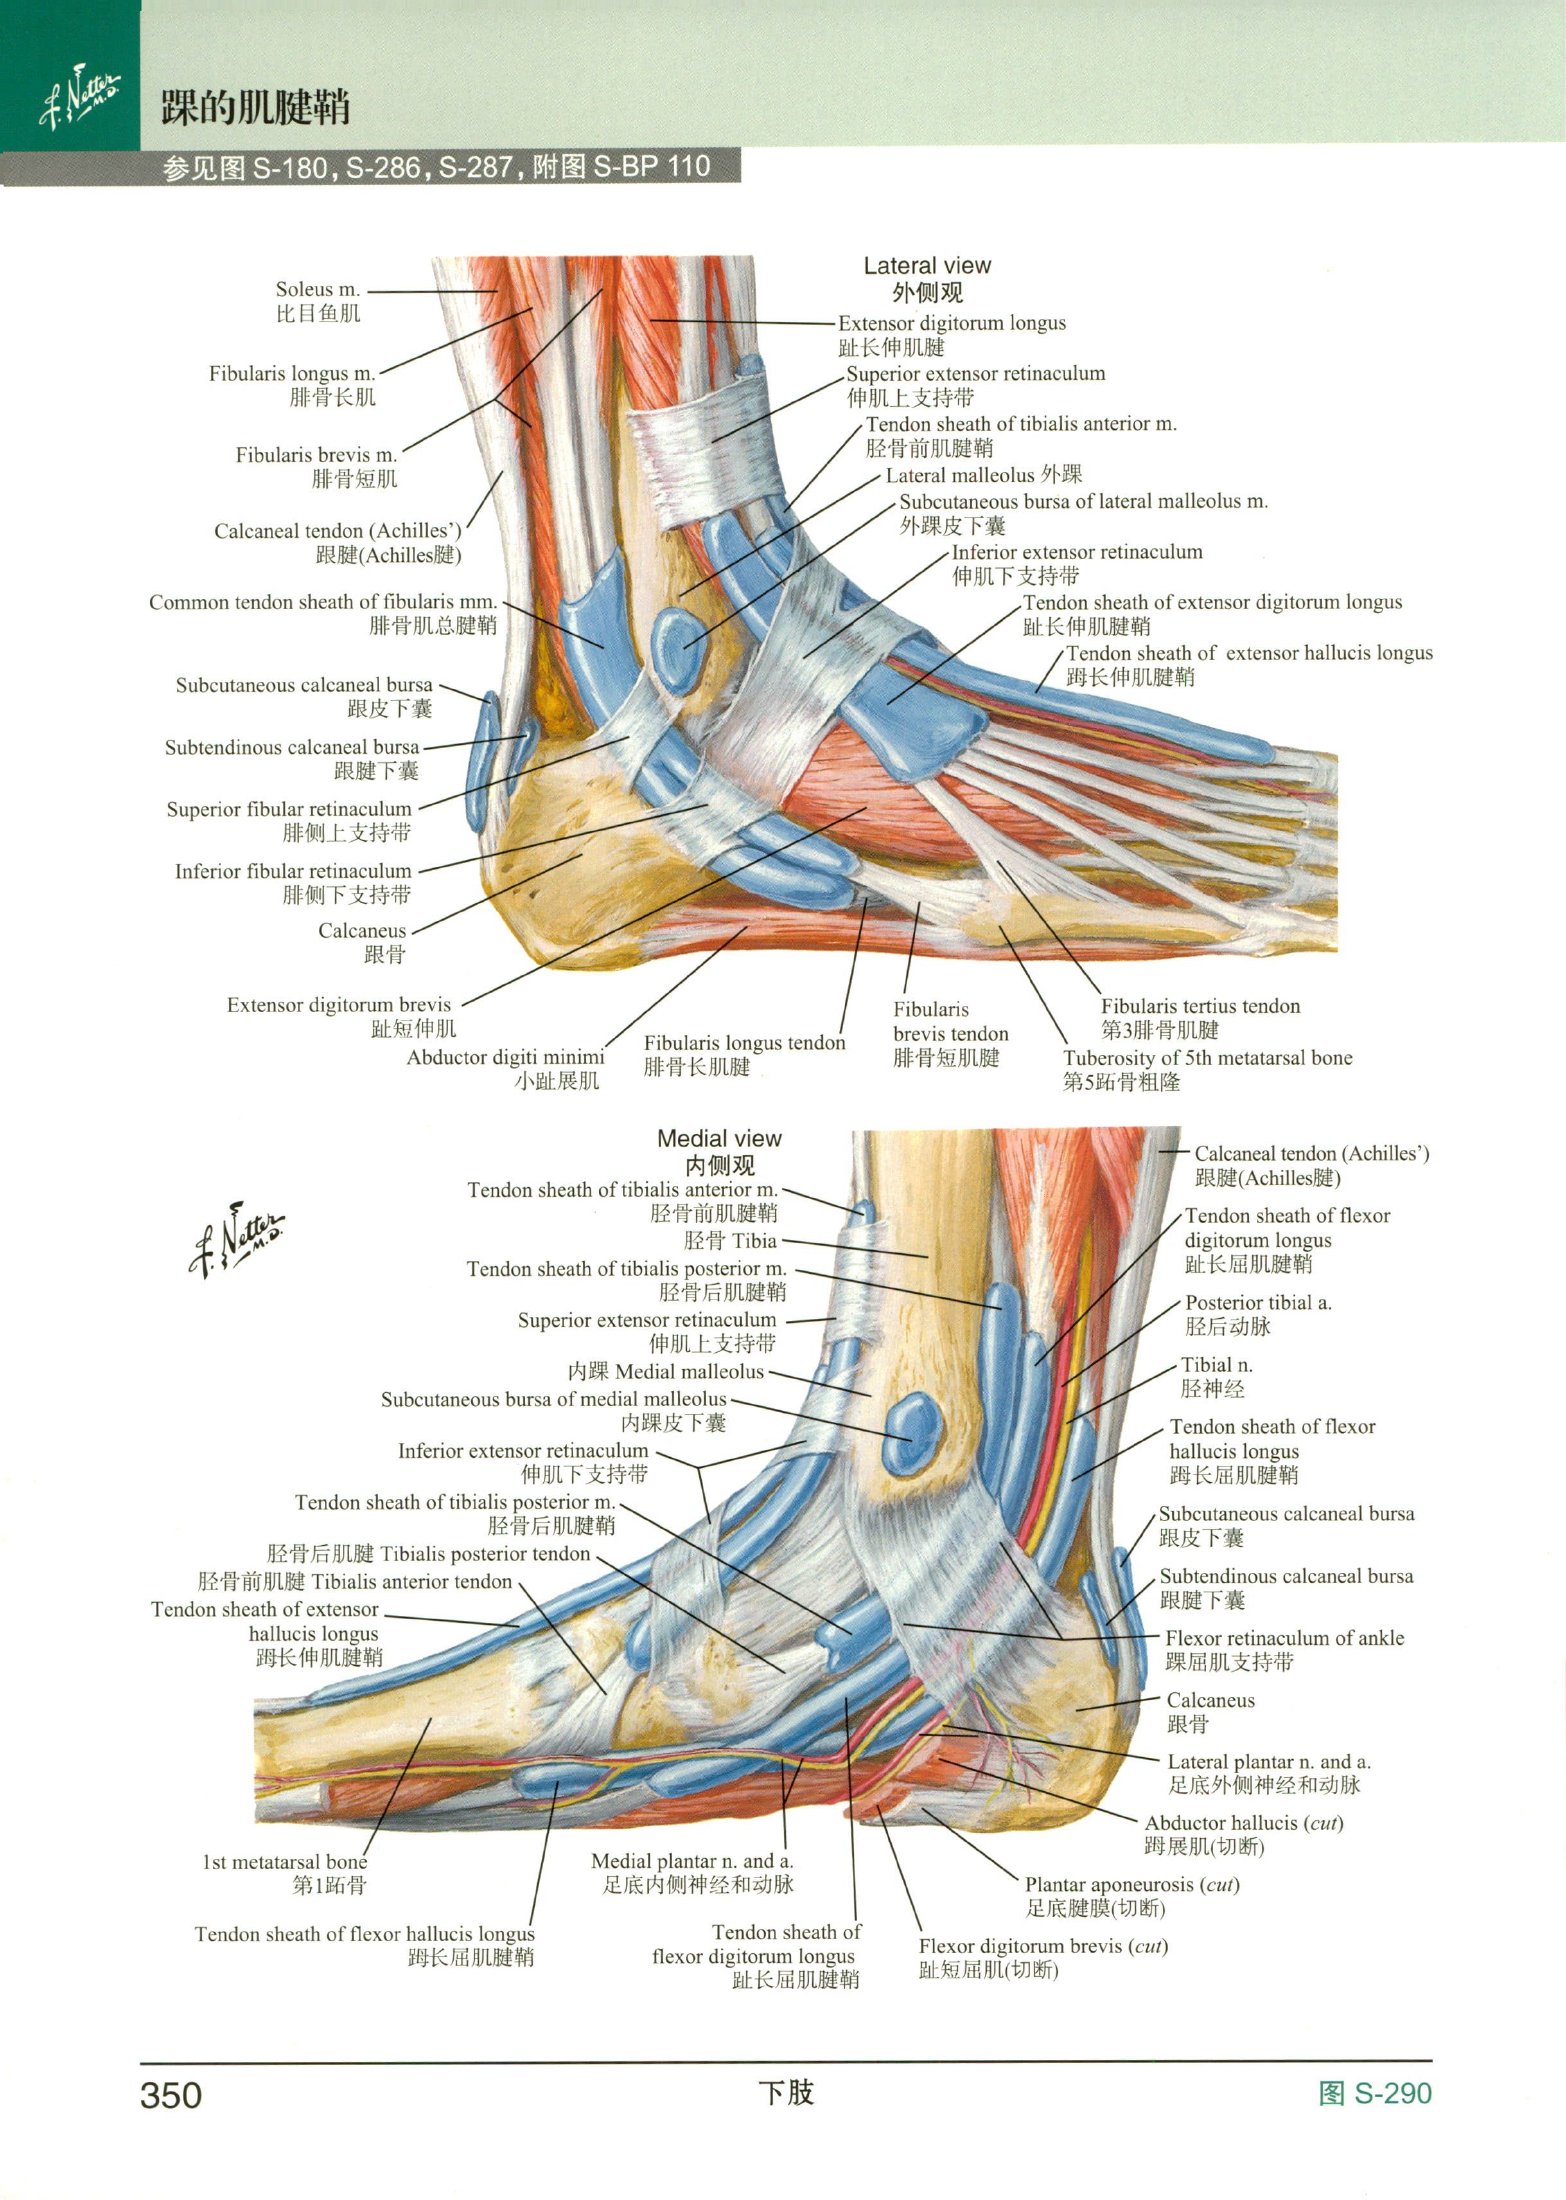 F. Netter M.D.
踝的肌腱鞘
参见图 S-180, S-286, S-287, 附图 S-BP 110
Lateral view
外侧观
Soleus m.
比目鱼肌
Fibularis longus m.
腓骨长肌
Fibularis brevis m.
腓骨短肌
Calcaneal tendon (Achilles’)
跟腱(Achilles腱)
Common tendon sheath of fibularis mm.
腓骨肌总腱鞘
Subcutaneous calcaneal bursa
跟皮下囊
Subtendinous calcaneal bursa
跟腱下囊
Superior fibular retinaculum
腓侧上支持带
Inferior fibular retinaculum
腓侧下支持带
Calcaneus
跟骨
Extensor digitorum brevis
趾短伸肌
Abductor digiti minimi
小趾展肌
Extensor digitorum longus
趾长伸肌腱
Superior extensor retinaculum
伸肌上支持带
Tendon sheath of tibialis anterior m.
胫骨前肌腱鞘
Lateral malleolus 外踝
Subcutaneous bursa of lateral malleolus m.
外踝皮下囊
Inferior extensor retinaculum
伸肌下支持带
Tendon sheath of extensor digitorum longus
趾长伸肌腱鞘
Tendon sheath of extensor hallucis longus
𧿹长伸肌腱鞘
Fibularis longus tendon
腓骨长肌腱
Fibularis
brevis tendon
腓骨短肌腱
Fibularis tertius tendon
第3腓骨肌腱
Tuberosity of 5th metatarsal bone
第5跖骨粗隆
Medial view
内侧观
Tendon sheath of tibialis anterior m.
胫骨前肌腱鞘
胫骨 Tibia
Tendon sheath of tibialis posterior m.
胫骨后肌腱鞘
Superior extensor retinaculum
伸肌上支持带
内踝 Medial malleolus
Subcutaneous bursa of medial malleolus
内踝皮下囊
Inferior extensor retinaculum
伸肌下支持带
Tendon sheath of tibialis posterior m.
胫骨后肌腱鞘
胫骨后肌腱 Tibialis posterior tendon
胫骨前肌腱 Tibialis anterior tendon
Tendon sheath of extensor
hallucis longus
𧿹长伸肌腱鞘
Calcaneal tendon (Achilles’)
跟腱(Achilles腱)
Tendon sheath of flexor
digitorum longus
趾长屈肌腱鞘
Posterior tibial a.
胫后动脉
Tibial n.
胫神经
Tendon sheath of flexor
hallucis longus
𧿹长屈肌腱鞘
Subcutaneous calcaneal bursa
跟皮下囊
Subtendinous calcaneal bursa
跟腱下囊
Flexor retinaculum of ankle
踝屈肌支持带
Calcaneus
跟骨
Lateral plantar n. and a.
足底外侧神经和动脉
Abductor hallucis (cut)
𧿹展肌(切断)
Plantar aponeurosis (cut)
足底腱膜(切断)
Flexor digitorum brevis (cut)
趾短屈肌(切断)
1st metatarsal bone
第1跖骨
Medial plantar n. and a.
足底内侧神经和动脉
Tendon sheath of flexor hallucis longus
𧿹长屈肌腱鞘
Tendon sheath of
flexor digitorum longus
趾长屈肌腱鞘
F. Netter M.D.
350
下肢
图 S-290